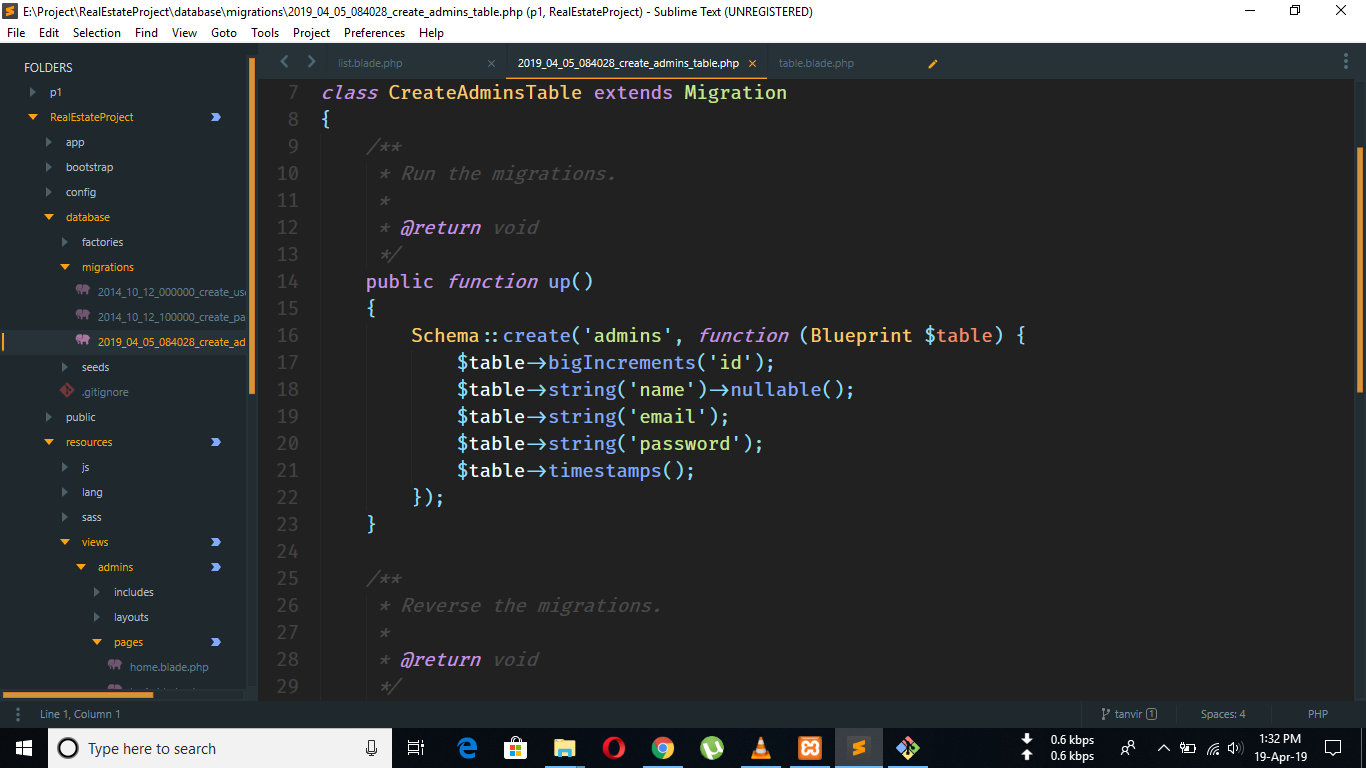 E:\Project\RealEstateProject\database\migrations\2019_04_05_084028_create_admins_table.php (p1, RealEstateProject) - Sublime Text (UNREGISTERED)
File Edit Selection Find View Goto Tools Project Preferences Help
FOLDERS
p1
RealEstateProject
app
bootstrap
config
database
factories
migrations
2014_10_12_000000_create_use
2014_10_12_100000_create_pa
2019_04_05_084028_create_ad
seeds
.gitignore
public
resources
js
lang
sass
views
admins
includes
layouts
pages
home.blade.php
list.blade.php 2019_04_05_084028_create_admins_table.php table.blade.php
7 class CreateAdminsTable extends Migration
8 {
9 /**
10 * Run the migrations.
11 *
12 * @return void
13 */
14 public function up()
15 {
16 Schema::create('admins', function (Blueprint $table) {
17 $table->bigIncrements('id');
18 $table->string('name')->nullable();
19 $table->string('email');
20 $table->string('password');
21 $table->timestamps();
22 });
23 }
24
25 /**
26 * Reverse the migrations.
27 *
28 * @return void
29 */
Line 1, Column 1 tanvir 1 Spaces: 4 PHP
Type here to search
0.6 kbps
0.6 kbps
1:32 PM
19-Apr-19